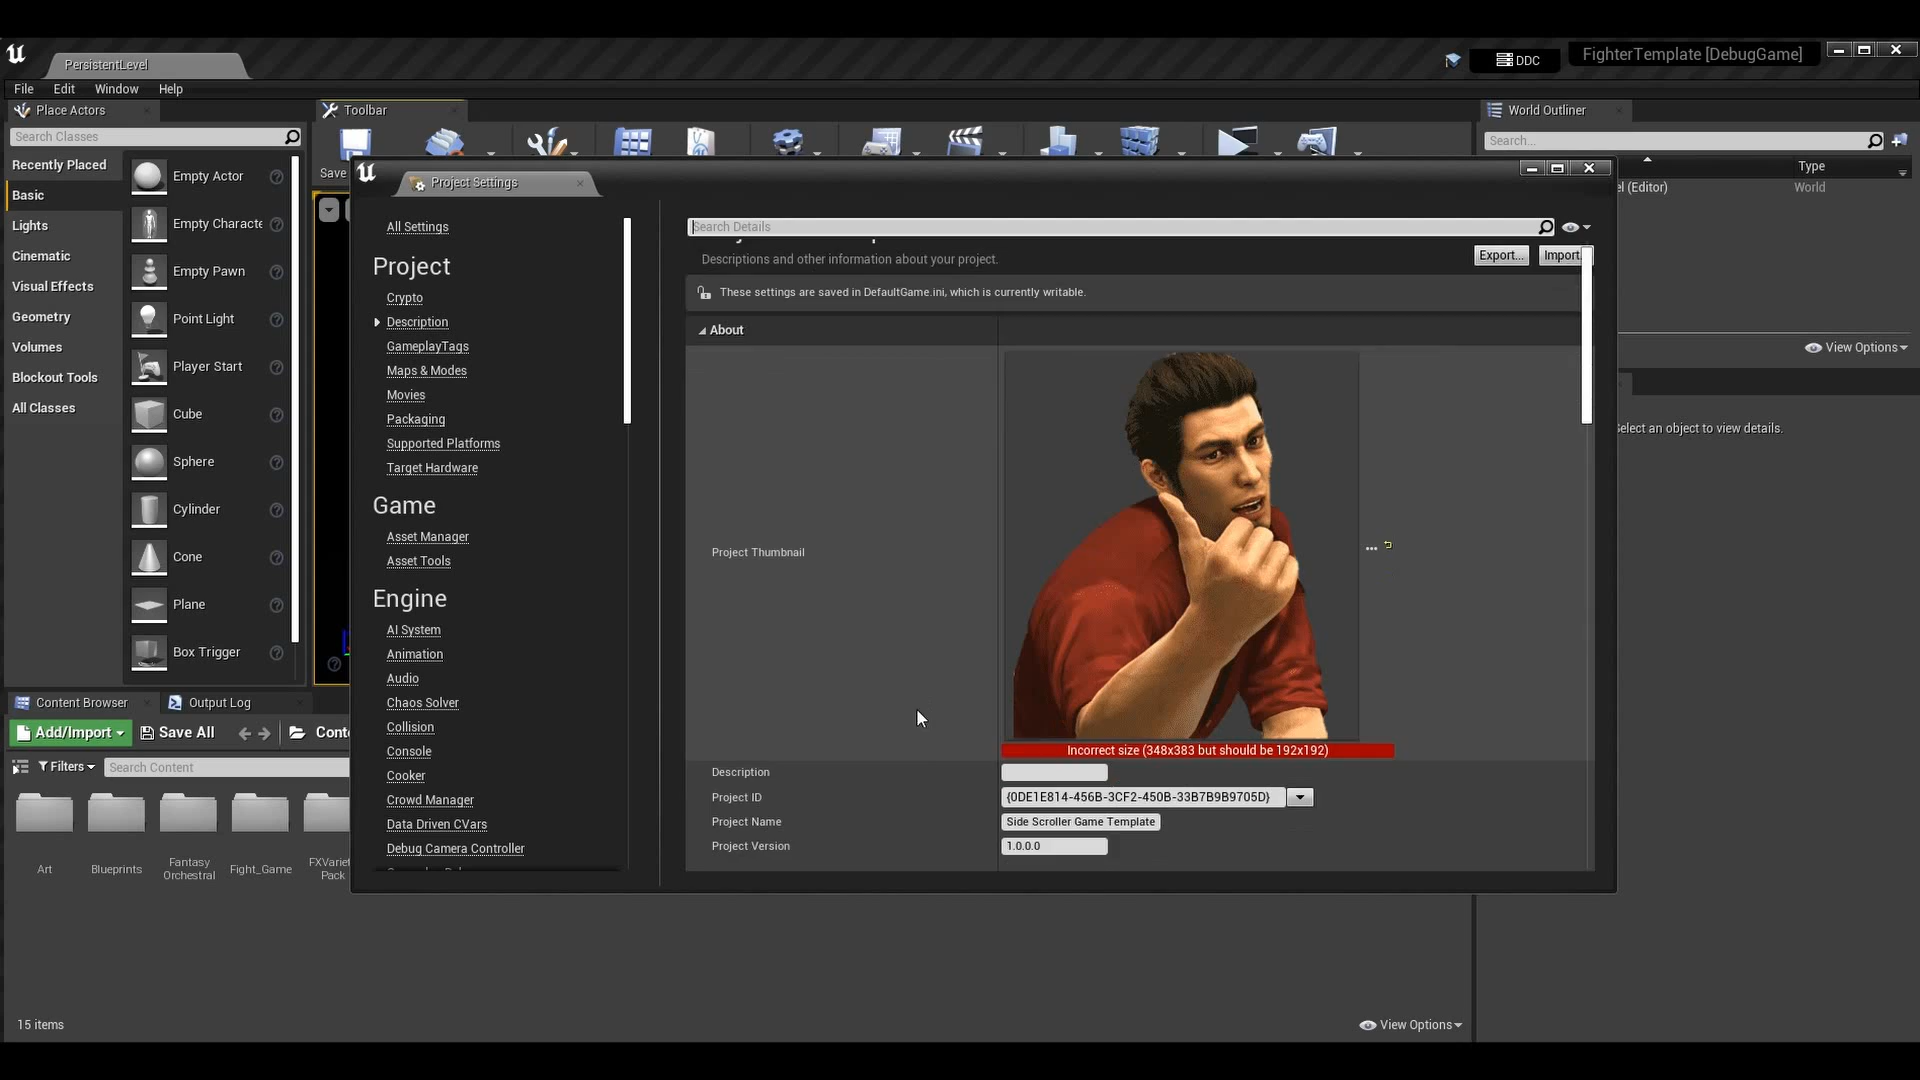 PersistentLevel
DDC
FighterTemplate [DebugGame]
File Edit Window Help
Place Actors
Toolbar
World Outliner
Search Classes
Search...
Recently Placed
Basic
Lights
Cinematic
Visual Effects
Geometry
Volumes
Blockout Tools
All Classes
Empty Actor
Empty Characte
Empty Pawn
Point Light
Player Start
Cube
Sphere
Cylinder
Cone
Plane
Box Trigger
Save
Type
(Editor)
World
View Options
Select an object to view details.
Project Settings
All Settings
Project
Crypto
Description
GameplayTags
Maps & Modes
Movies
Packaging
Supported Platforms
Target Hardware
Game
Asset Manager
Asset Tools
Engine
AI System
Animation
Audio
Chaos Solver
Collision
Console
Cooker
Crowd Manager
Data Driven CVars
Debug Camera Controller
Search Details
Descriptions and other information about your project.
Export...
Import
These settings are saved in DefaultGame.ini, which is currently writable.
About
Project Thumbnail
Incorrect size (348x383 but should be 192x192)
Description
Project ID {0DE1E814-456B-3CF2-450B-33B7B9B9705D}
Project Name Side Scroller Game Template
Project Version 1.0.0.0
Content Browser
Output Log
Add/Import
Save All
Conte
Filters
Search Content
Art
Blueprints
Fantasy
Orchestral
Fight_Game
FXVariet
Pack
15 items
View Options